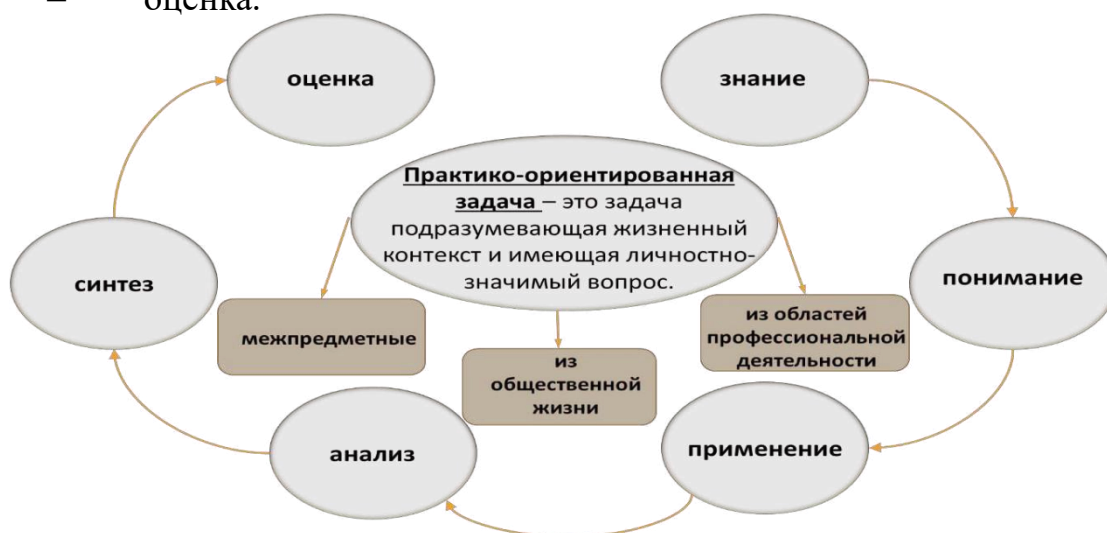 – оценка.
оценка
знание
Практико-ориентированная
задача – это задача
подразумевающая жизненный
контекст и имеющая личностно-
значимый вопрос.
синтез
понимание
межпредметные
из областей
профессиональной
деятельности
из
общественной
жизни
анализ
применение